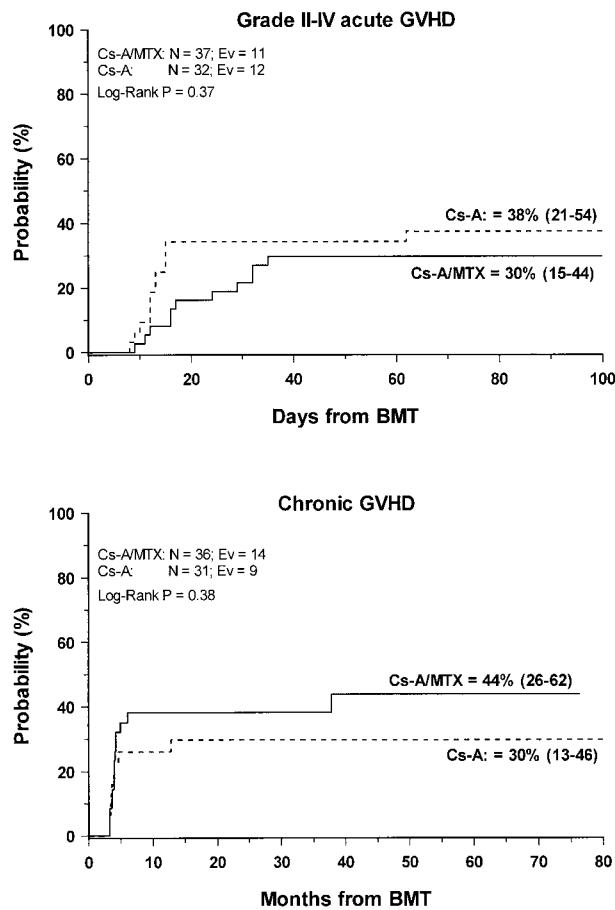 Grade II-IV acute GVHD
100
80
60
40
20
0
Probability (%)
Cs-A/MTX: N = 37; Ev = 11
Cs-A: N = 32; Ev = 12
Log-Rank P = 0.37
Cs-A: = 38% (21-54)
Cs-A/MTX = 30% (15-44)
0 20 40 60 80 100
Days from BMT
Chronic GVHD
100
80
60
40
20
0
Probability (%)
Cs-A/MTX: N = 36; Ev = 14
Cs-A: N = 31; Ev = 9
Log-Rank P = 0.38
Cs-A/MTX = 44% (26-62)
Cs-A: = 30% (13-46)
0 10 20 30 40 50 60 70 80
Months from BMT